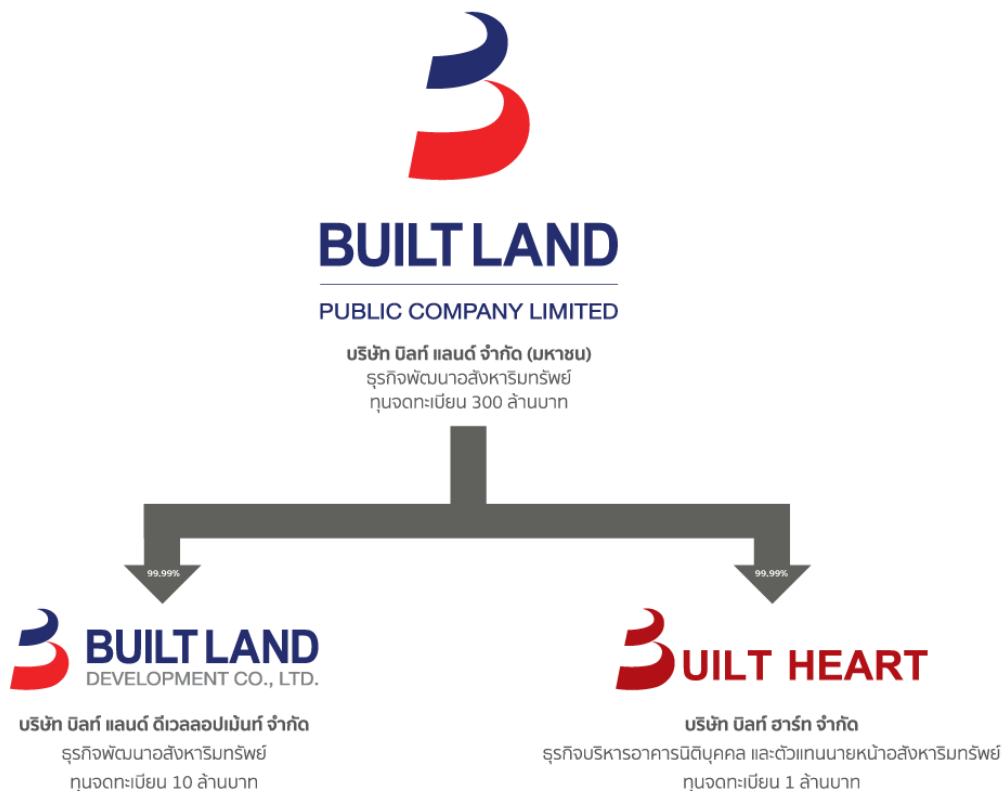 BUILT LAND
PUBLIC COMPANY LIMITED
บริษัท บิลท์ แลนด์ จำกัด (มหาชน)
ธุรกิจพัฒนาอสังหาริมทรัพย์
ทุนจดทะเบียน 300 ล้านบาท
99.99%
99.99%
BUILT LAND
DEVELOPMENT CO., LTD.
บริษัท บิลท์ แลนด์ ดีเวลลอปเม้นท์ จำกัด
ธุรกิจพัฒนาอสังหาริมทรัพย์
ทุนจดทะเบียน 10 ล้านบาท
BUILT HEART
บริษัท บิลท์ ฮาร์ท จำกัด
ธุรกิจบริหารอาคารนิติบุคคล และตัวแทนนายหน้าอสังหาริมทรัพย์
ทุนจดทะเบียน 1 ล้านบาท